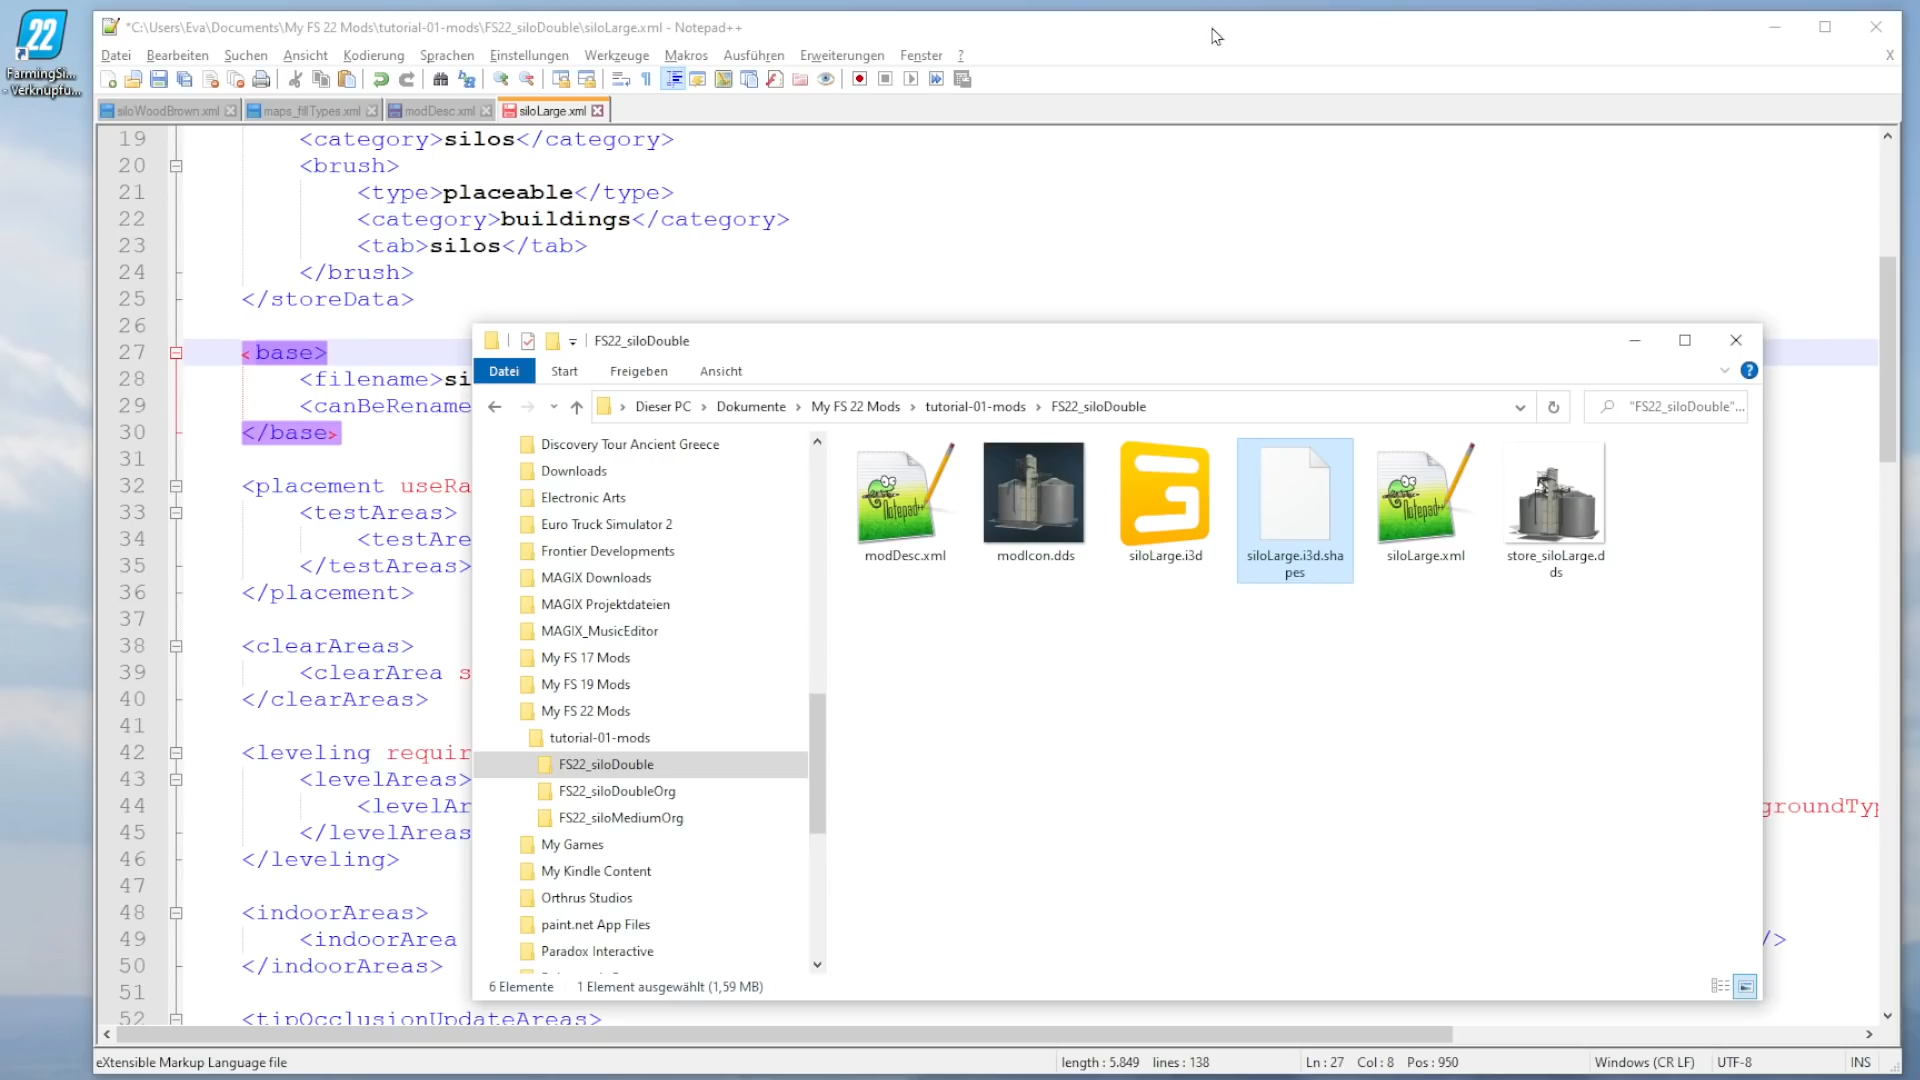 22
FarmingSi...
- Verknüpfu...
*C:\Users\Eva\Documents\My FS 22 Mods\tutorial-01-mods\FS22_siloDouble\siloLarge.xml - Notepad++
Datei Bearbeiten Suchen Ansicht Kodierung Sprachen Einstellungen Werkzeuge Makros Ausführen Erweiterungen Fenster ? X
siloWoodBrown.xml maps_fillTypes.xml modDesc.xml siloLarge.xml
19 <category>silos</category>
20 <brush>
21 <type>placeable</type>
22 <category>buildings</category>
23 <tab>silos</tab>
24 </brush>
25 </storeData>
26
27 <base>
28 <filename>si
29 <canBeRename
30 </base>
31
32 <placement useRa
33 <testAreas>
34 <testAre
35 </testAreas>
36 </placement>
37
38 <clearAreas>
39 <clearArea s
40 </clearAreas>
41
42 <leveling requir
43 <levelAreas>
44 <levelAr groundTyp
45 </levelAreas
46 </leveling>
47
48 <indoorAreas>
49 <indoorArea />
50 </indoorAreas>
51
52 <tipOcclusionUpdateAreas>
FS22_siloDouble
Datei Start Freigeben Ansicht
Dieser PC > Dokumente > My FS 22 Mods > tutorial-01-mods > FS22_siloDouble
"FS22_siloDouble"...
Discovery Tour Ancient Greece
Downloads
Electronic Arts
Euro Truck Simulator 2
Frontier Developments
MAGIX Downloads
MAGIX Projektdateien
MAGIX_MusicEditor
My FS 17 Mods
My FS 19 Mods
My FS 22 Mods
tutorial-01-mods
FS22_siloDouble
FS22_siloDoubleOrg
FS22_siloMediumOrg
My Games
My Kindle Content
Orthrus Studios
paint.net App Files
Paradox Interactive
Notepad++
modDesc.xml
modIcon.dds
siloLarge.i3d
siloLarge.i3d.sha
pes
Notepad++
siloLarge.xml
store_siloLarge.d
ds
6 Elemente 1 Element ausgewählt (1,59 MB)
eXtensible Markup Language file length : 5.849 lines : 138 Ln : 27 Col : 8 Pos : 950 Windows (CR LF) UTF-8 INS